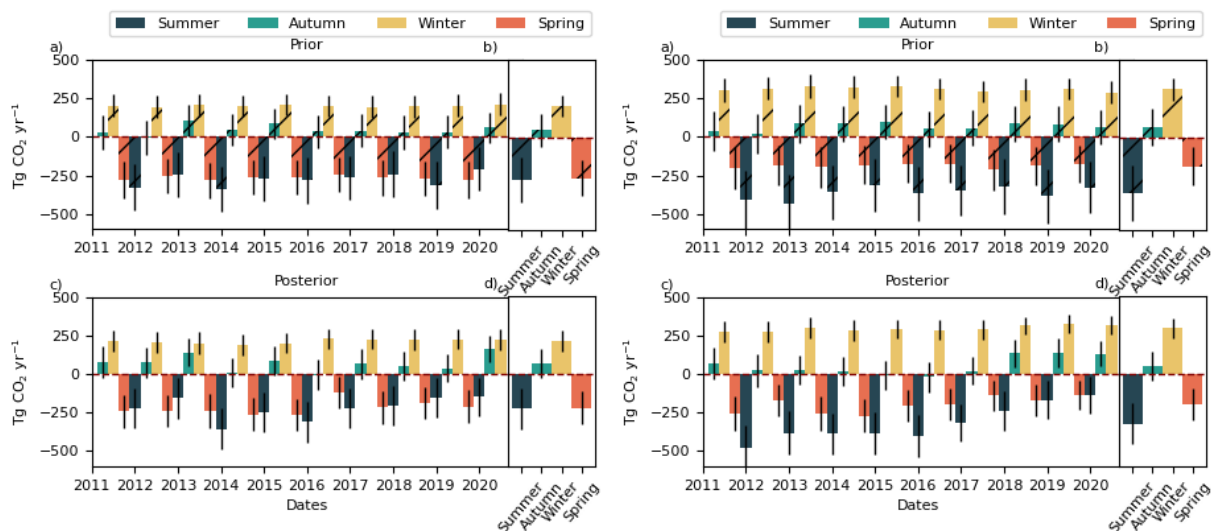 Summer Autumn Winter Spring
a) Prior b)
500
250
0
−250
−500
Tg CO₂ yr⁻¹
2011 2012 2013 2014 2015 2016 2017 2018 2019 2020
Summer Autumn Winter Spring
c) Posterior d)
500
250
0
−250
−500
Tg CO₂ yr⁻¹
2011 2012 2013 2014 2015 2016 2017 2018 2019 2020
Summer Autumn Winter Spring
Dates
Summer Autumn Winter Spring
a) Prior b)
500
250
0
−250
−500
Tg CO₂ yr⁻¹
2011 2012 2013 2014 2015 2016 2017 2018 2019 2020
Summer Autumn Winter Spring
c) Posterior d)
500
250
0
−250
−500
Tg CO₂ yr⁻¹
2011 2012 2013 2014 2015 2016 2017 2018 2019 2020
Summer Autumn Winter Spring
Dates